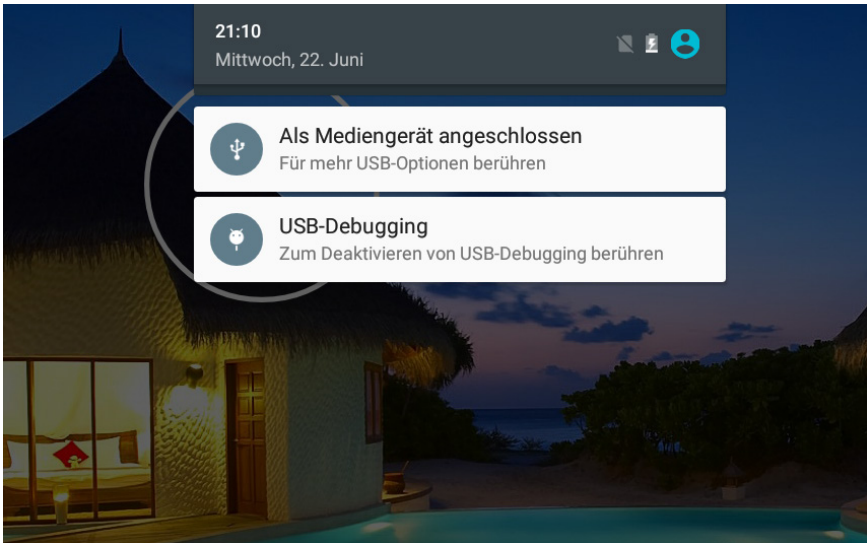 21:10
Mittwoch, 22. Juni
Als Mediengerät angeschlossen
Für mehr USB-Optionen berühren
USB-Debugging
Zum Deaktivieren von USB-Debugging berühren